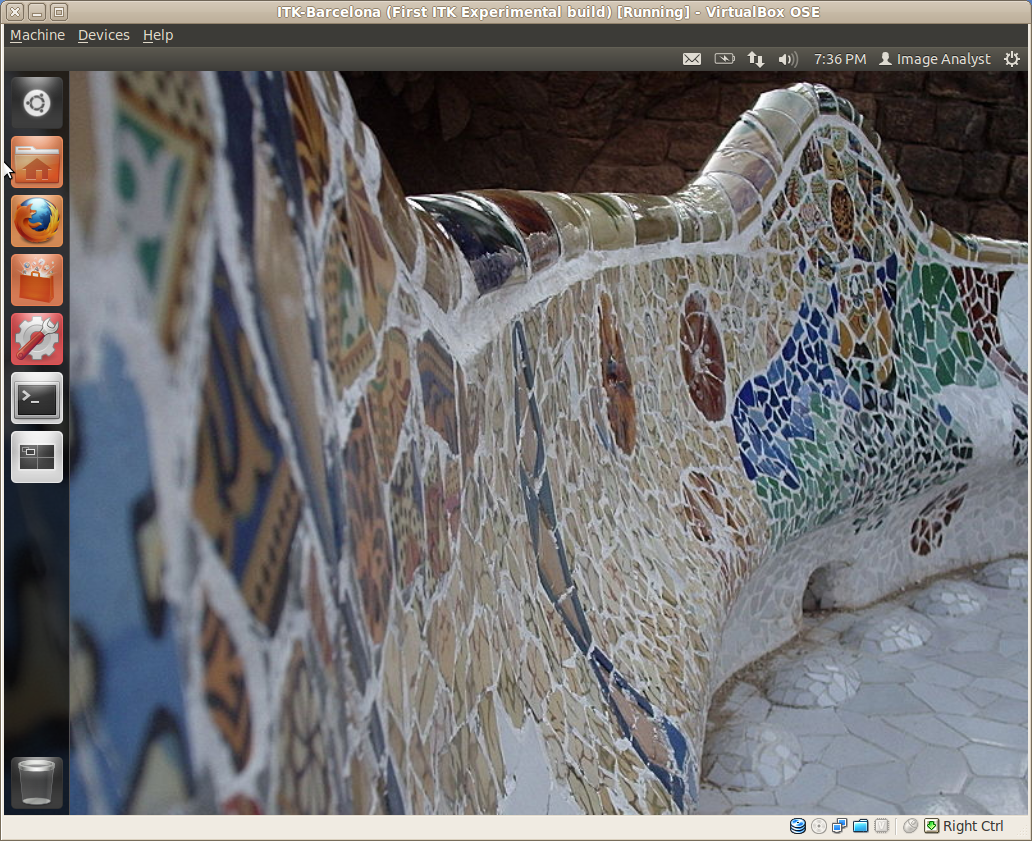 ITK-Barcelona (First ITK Experimental build) [Running] - VirtualBox OSE
Machine Devices Help
7:36 PM Image Analyst
>_
Right Ctrl